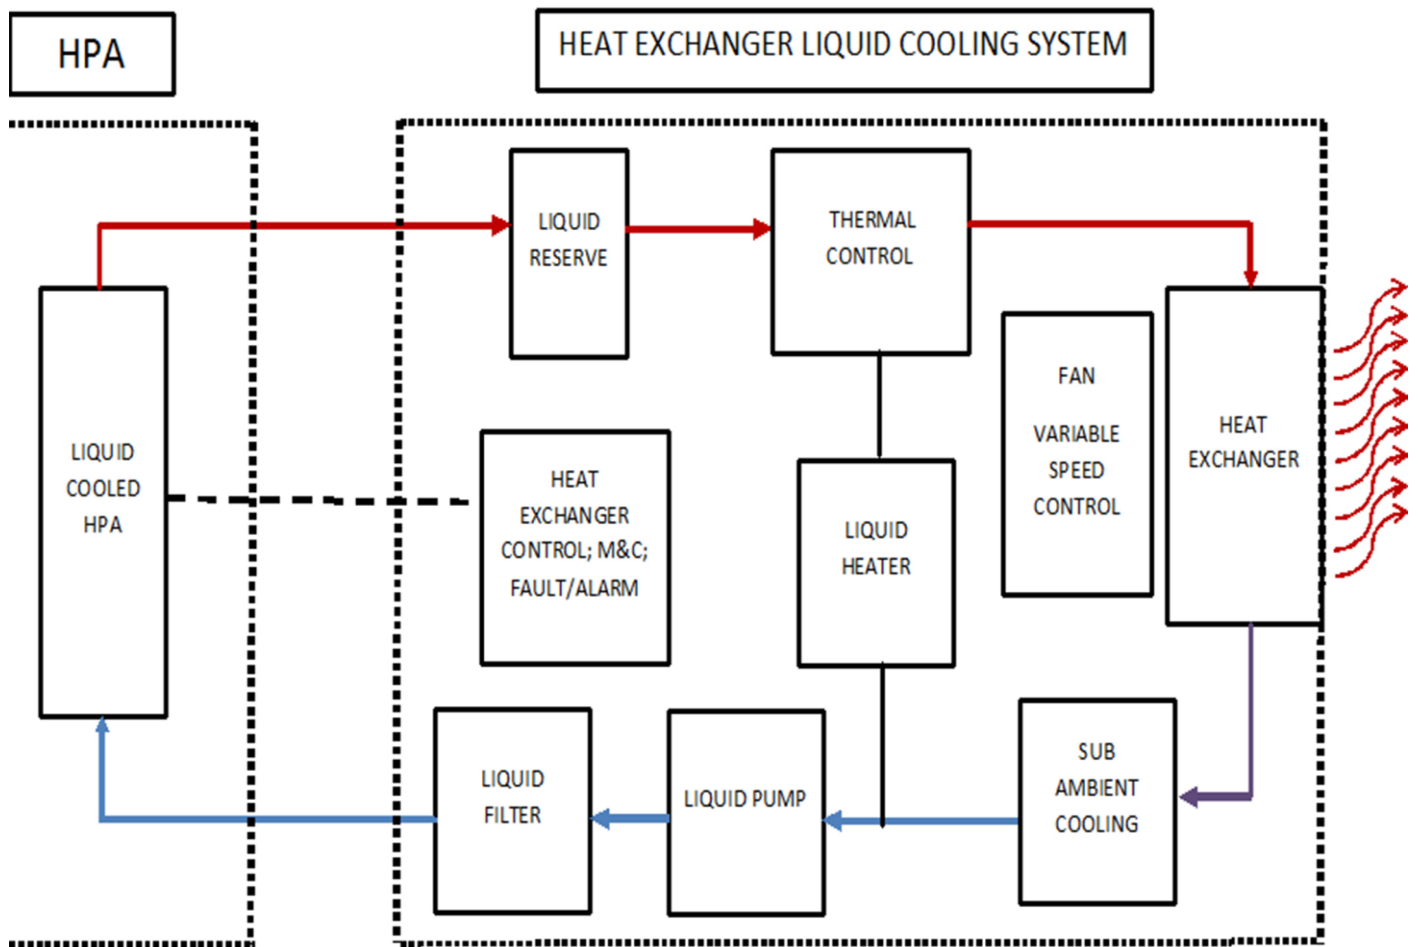 HPA
HEAT EXCHANGER LIQUID COOLING SYSTEM
LIQUID
RESERVE
THERMAL
CONTROL
LIQUID
COOLED
HPA
HEAT
EXCHANGER
CONTROL; M&C;
FAULT/ALARM
LIQUID
HEATER
FAN
VARIABLE
SPEED
CONTROL
HEAT
EXCHANGER
LIQUID
FILTER
LIQUID PUMP
SUB
AMBIENT
COOLING